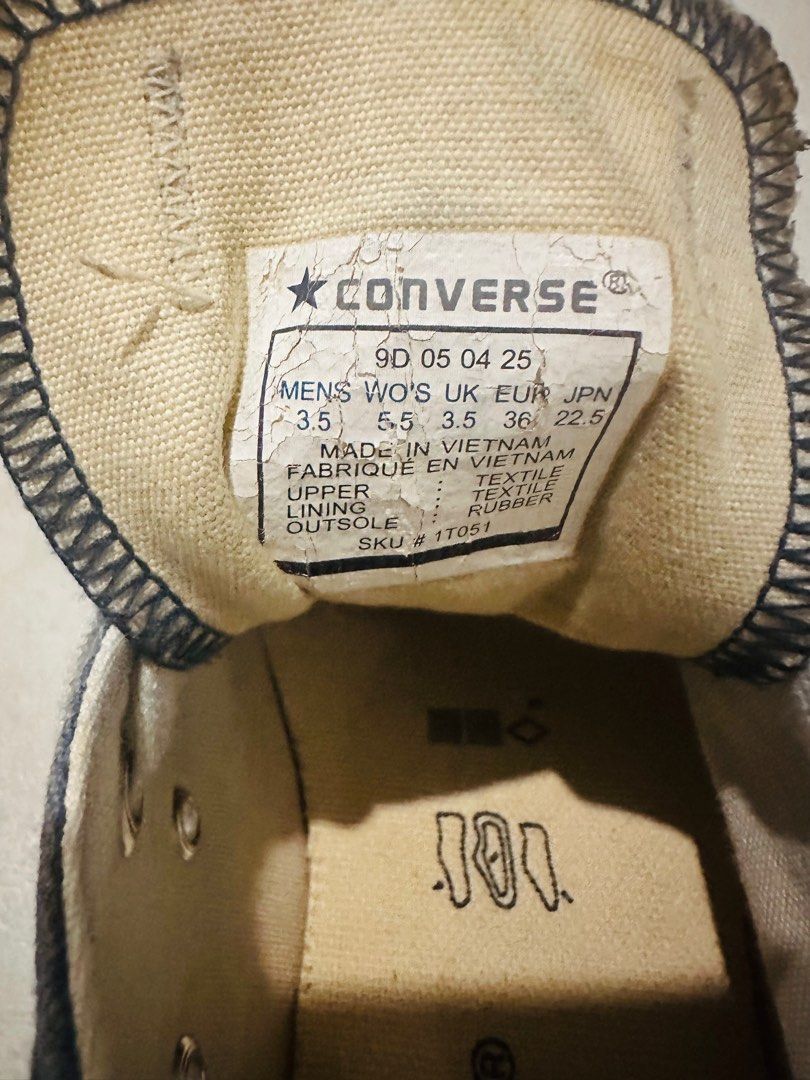 ★CONVERSE®
9D 05 04 25
MENS WO'S UK EUR JPN
3.5 5.5 3.5 36 22.5
MADE IN VIETNAM
FABRIQUÉ EN VIETNAM
UPPER : TEXTILE
LINING : TEXTILE
OUTSOLE : RUBBER
SKU # 1T051
®